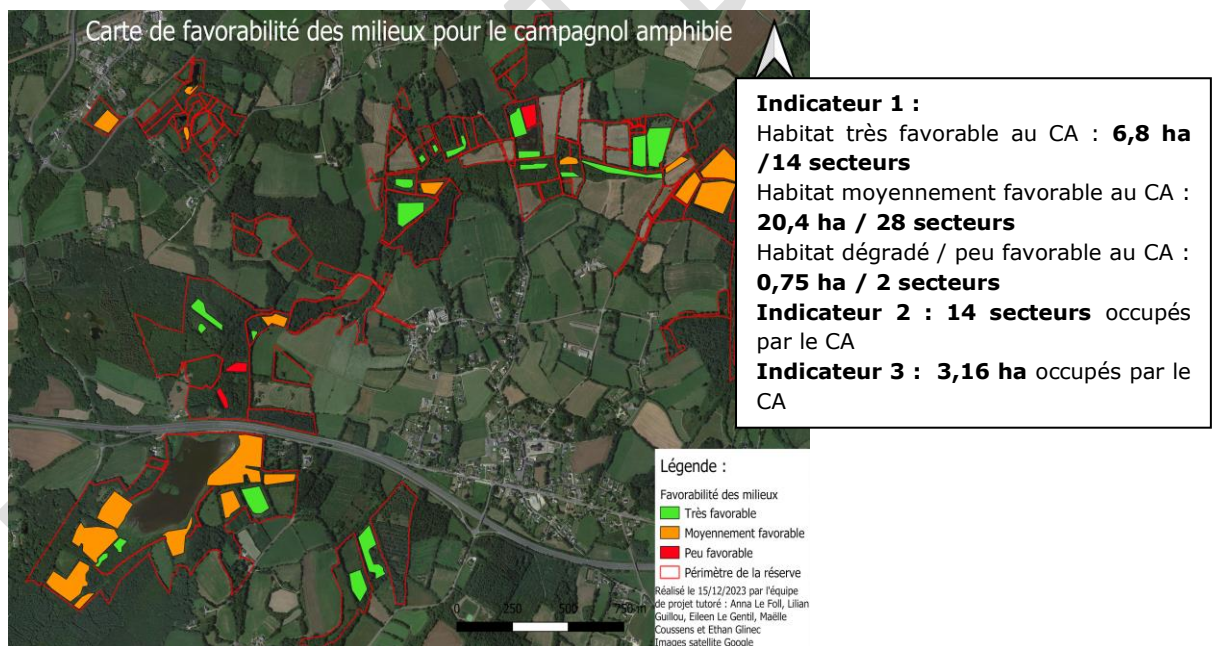 Carte de favorabilité des milieux pour le campagnol amphibie
Indicateur 1 :
Habitat très favorable au CA : 6,8 ha
/14 secteurs
Habitat moyennement favorable au CA :
20,4 ha / 28 secteurs
Habitat dégradé / peu favorable au CA :
0,75 ha / 2 secteurs
Indicateur 2 : 14 secteurs occupés
par le CA
Indicateur 3 : 3,16 ha occupés par le
CA
Légende :
Favorabilité des milieux
Très favorable
Moyennement favorable
Peu favorable
Périmètre de la réserve
Réalisé le 15/12/2023 par l'équipe
de projet tutoré : Anna Le Foll, Lilian
Guillou, Eileen Le Gentil, Maëlle
Coussens et Ethan Glinec
Images satellite Google
0 250 500 750 m